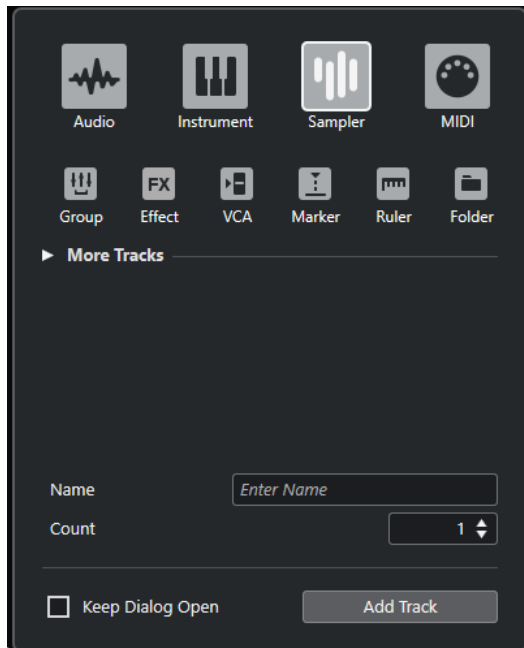 Audio Instrument Sampler MIDI
FX
Group Effect VCA Marker Ruler Folder
More Tracks
Name Enter Name
Count 1
Keep Dialog Open Add Track